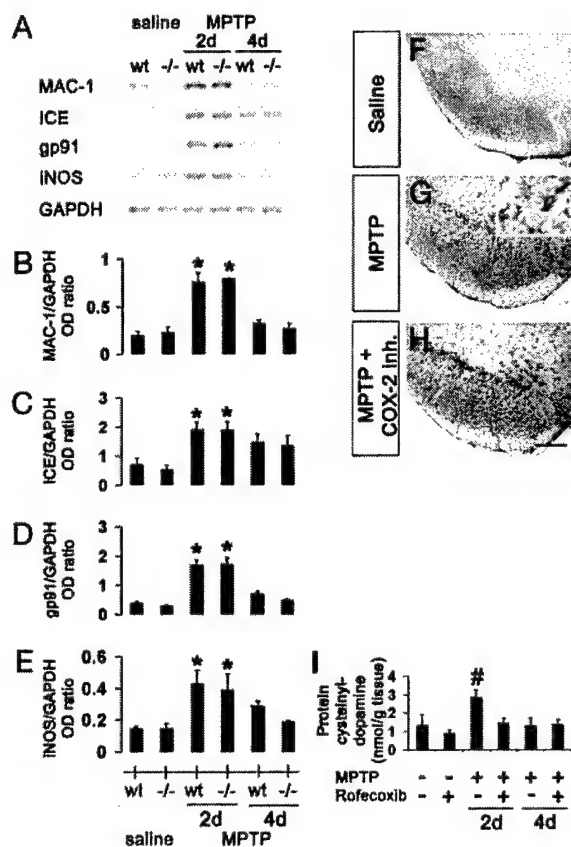 A
saline MPTP
2d 4d
wt -/- wt -/- wt -/-
MAC-1
ICE
gp91
iNOS
GAPDH
B
MAC-1/GAPDH
OD ratio
1
0.5
0
* *
C
ICE/GAPDH
OD ratio
3
2
1
0
* *
D
gp91/GAPDH
OD ratio
3
2
1
0
* *
E
iNOS/GAPDH
OD ratio
0.6
0.4
0.2
0
* *
wt -/- wt -/- wt -/-
2d 4d
saline MPTP
F
Saline
G
MPTP
H
MPTP +
COX-2 inh.
I
Protein
cysteinyl-
dopamine
(nmol/g tissue)
4
3
2
1
0
#
MPTP - - + + + +
Rofecoxib - + - + - +
2d 4d